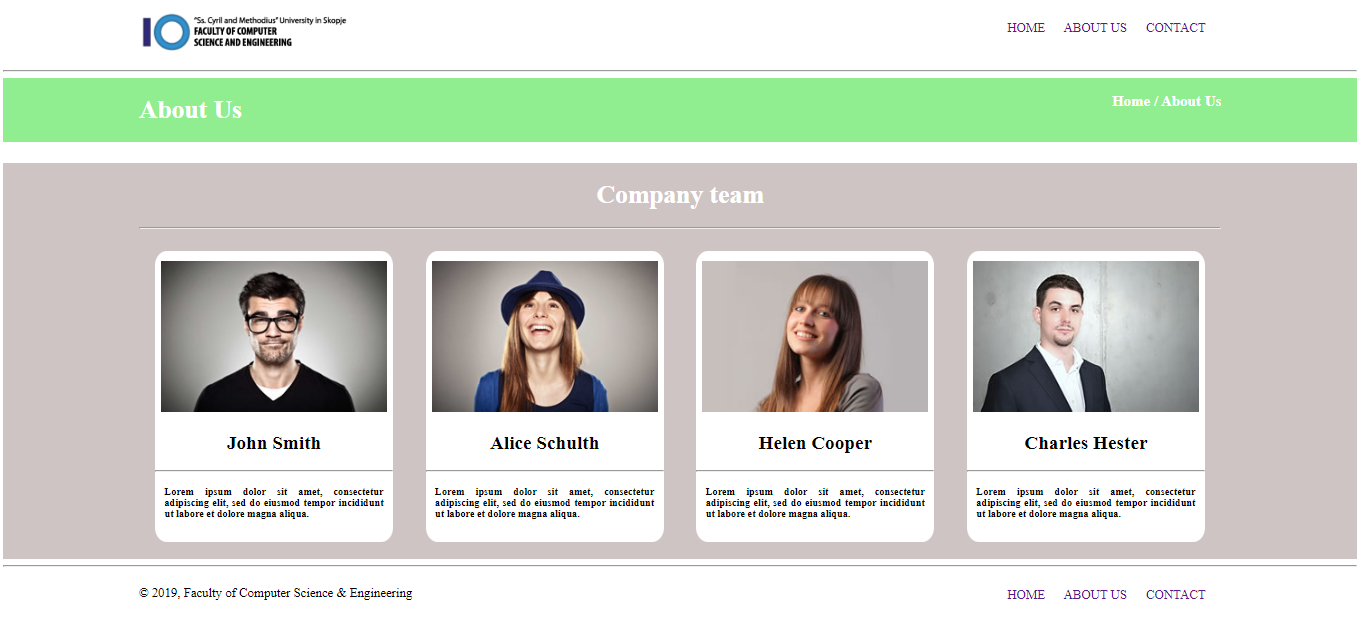 "Ss. Cyril and Methodius" University in Skopje
FACULTY OF COMPUTER
SCIENCE AND ENGINEERING
HOME ABOUT US CONTACT
About Us
Home / About Us
Company team
John Smith
Lorem ipsum dolor sit amet, consectetur
adipiscing elit, sed do eiusmod tempor incididunt
ut labore et dolore magna aliqua.
Alice Schulth
Lorem ipsum dolor sit amet, consectetur
adipiscing elit, sed do eiusmod tempor incididunt
ut labore et dolore magna aliqua.
Helen Cooper
Lorem ipsum dolor sit amet, consectetur
adipiscing elit, sed do eiusmod tempor incididunt
ut labore et dolore magna aliqua.
Charles Hester
Lorem ipsum dolor sit amet, consectetur
adipiscing elit, sed do eiusmod tempor incididunt
ut labore et dolore magna aliqua.
© 2019, Faculty of Computer Science & Engineering
HOME ABOUT US CONTACT